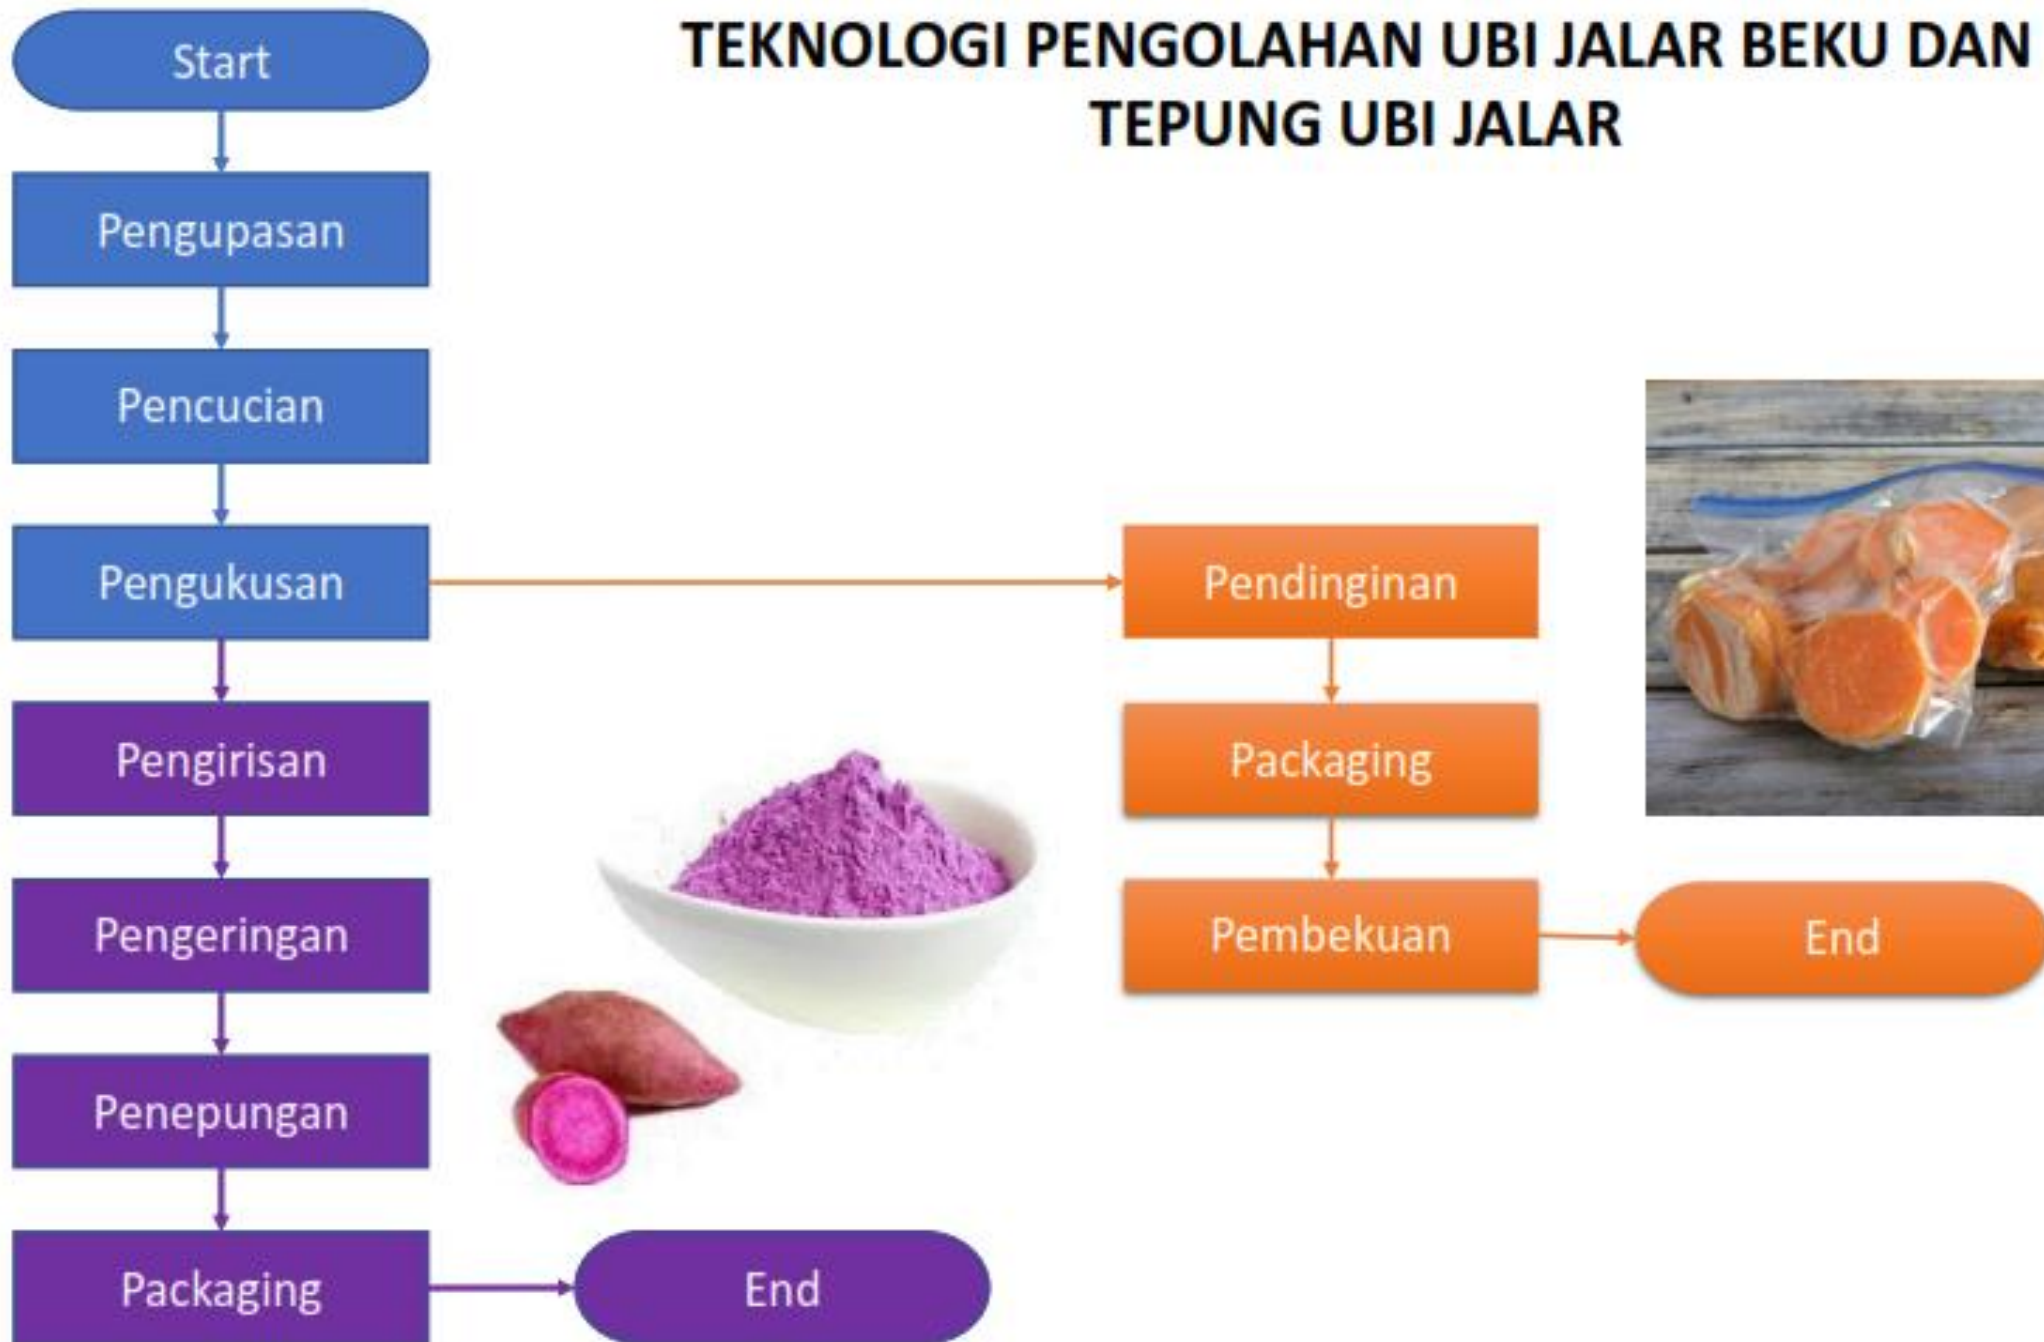 TEKNOLOGI PENGOLAHAN UBI JALAR BEKU DAN
TEPUNG UBI JALAR
Start
Pengupasan
Pencucian
Pengukusan
Pengirisan
Pengeringan
Penepungan
Packaging
End
Pendinginan
Packaging
Pembekuan
End